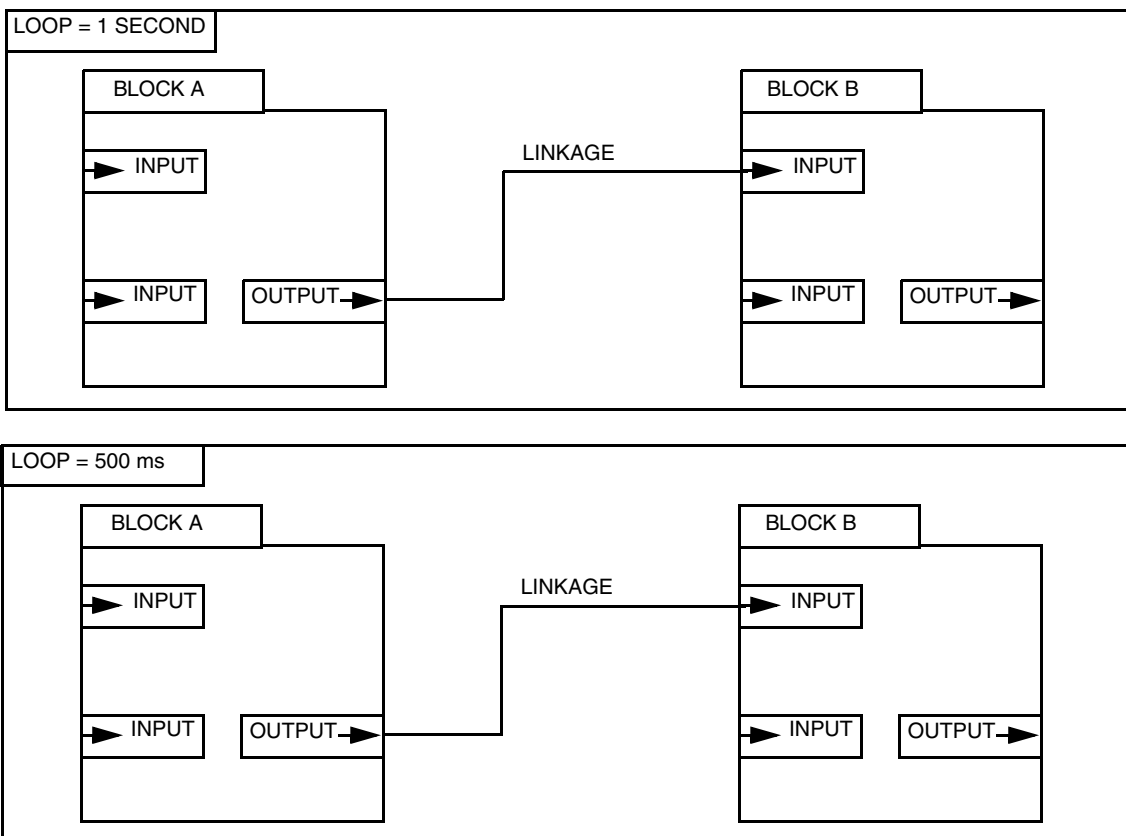 LOOP = 1 SECOND
BLOCK A
BLOCK B
LINKAGE
INPUT
INPUT
INPUT
OUTPUT
INPUT
OUTPUT
LOOP = 500 ms
BLOCK A
BLOCK B
LINKAGE
INPUT
INPUT
INPUT
OUTPUT
INPUT
OUTPUT